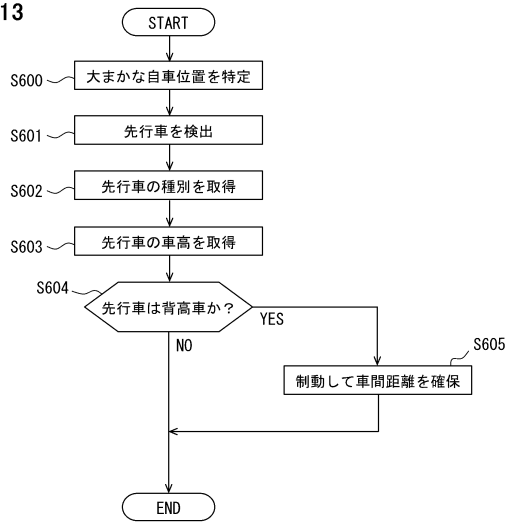 13
START
S600
大まかな自車位置を特定
S601
先行車を検出
S602
先行車の種別を取得
S603
先行車の車高を取得
S604
先行車は背高車か?
YES
NO
S605
制動して車間距離を確保
END